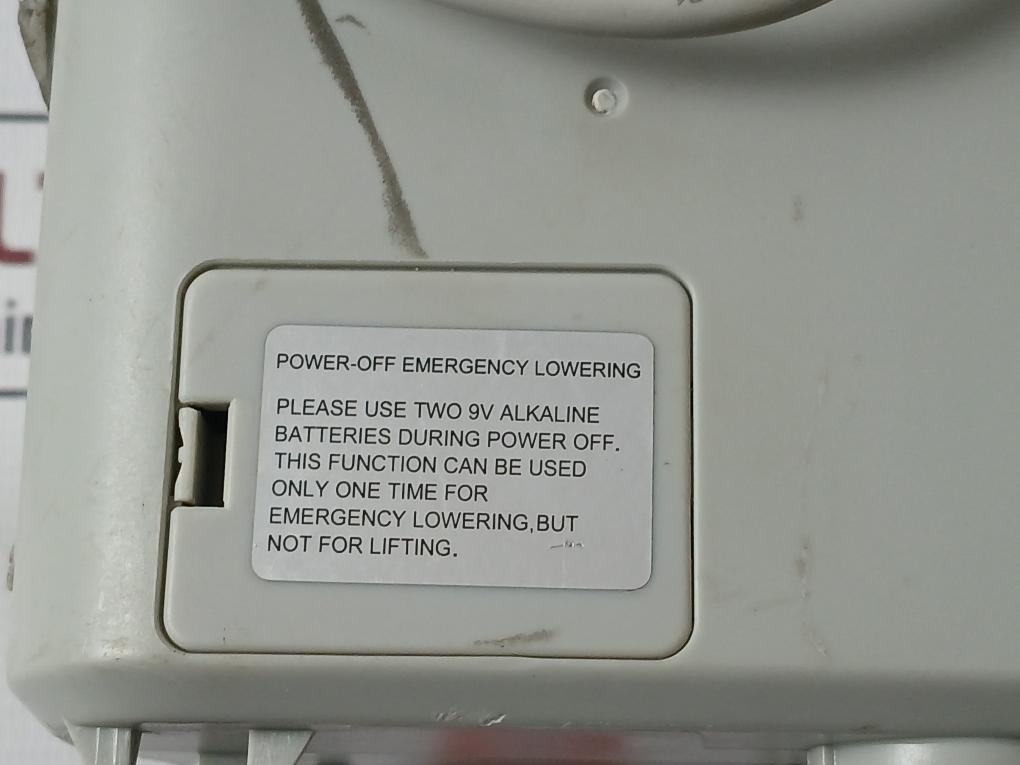 POWER-OFF EMERGENCY LOWERING
PLEASE USE TWO 9V ALKALINE
BATTERIES DURING POWER OFF.
THIS FUNCTION CAN BE USED
ONLY ONE TIME FOR
EMERGENCY LOWERING,BUT
NOT FOR LIFTING.